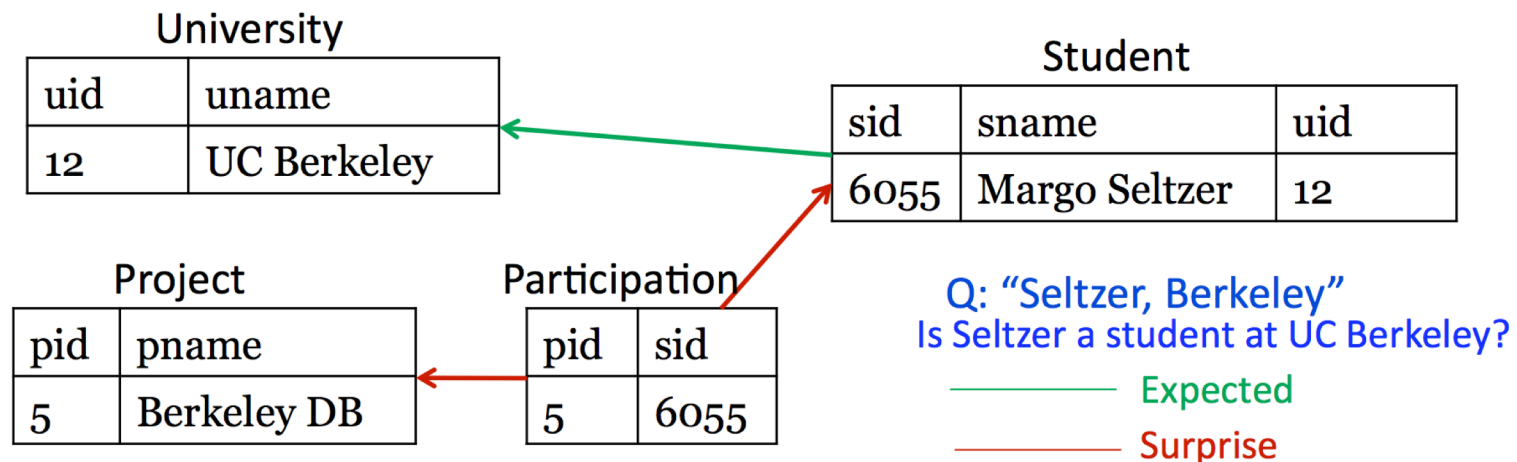 University
uid uname
12 UC Berkeley
Student
sid sname uid
6055 Margo Seltzer 12
Project
pid pname
5 Berkeley DB
Participation
pid sid
5 6055
Q: “Seltzer, Berkeley”
Is Seltzer a student at UC Berkeley?
Expected
Surprise